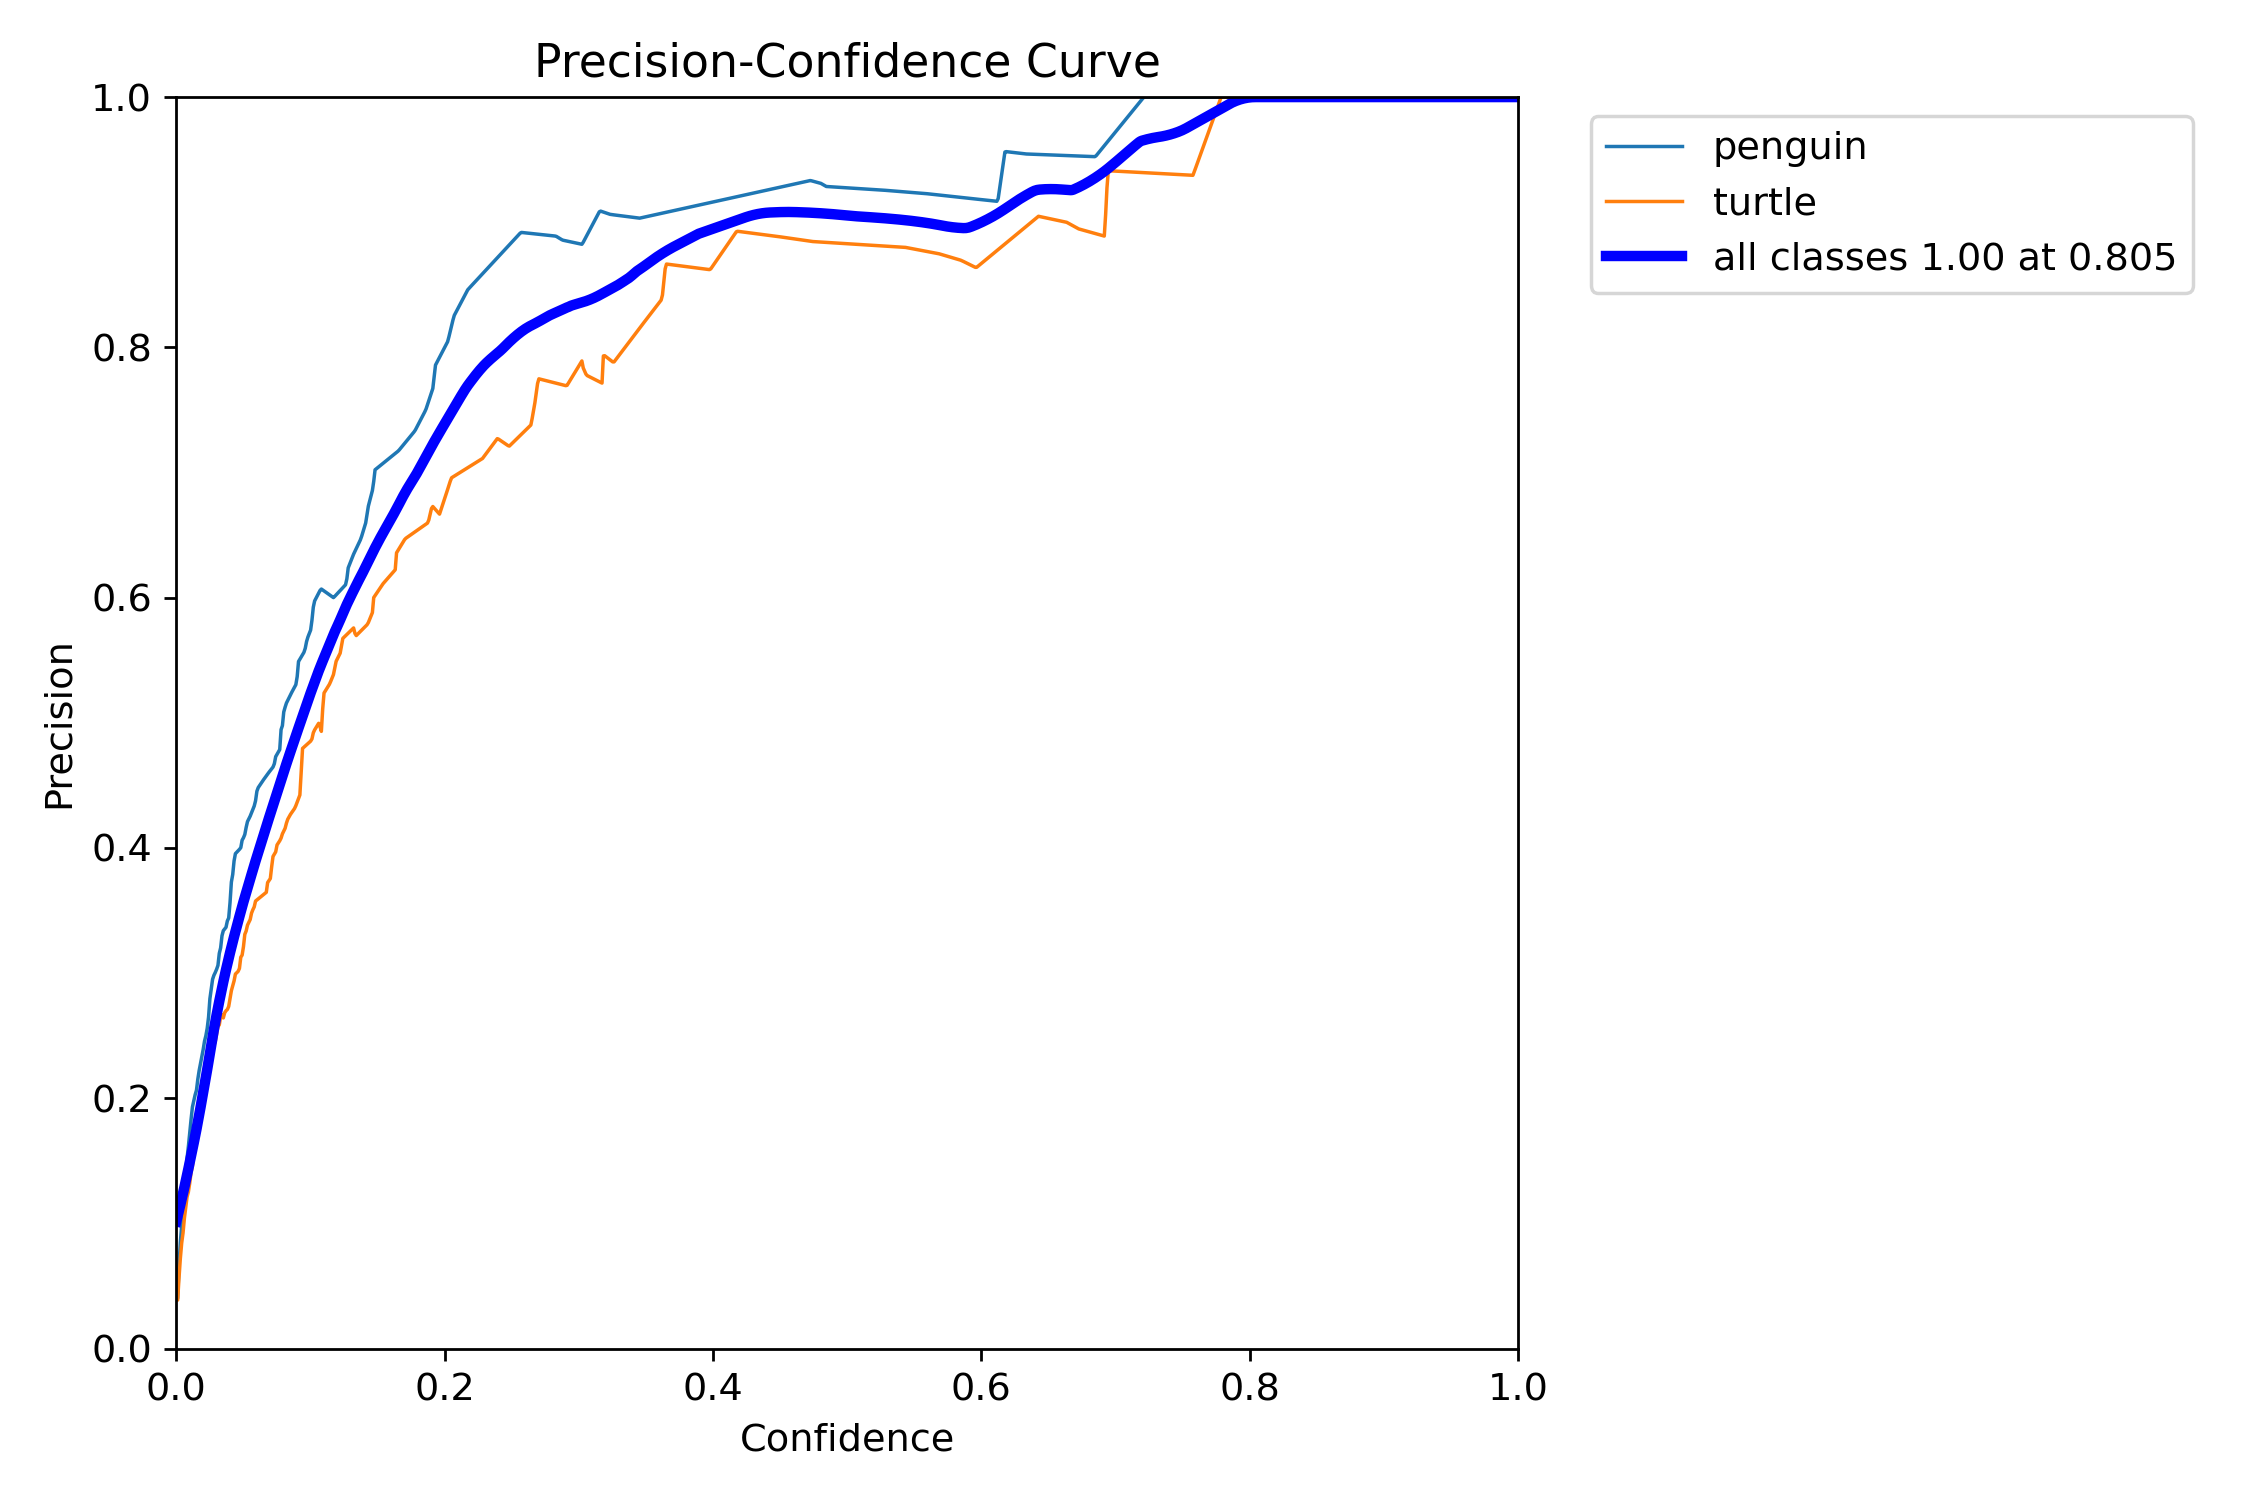 Precision-Confidence Curve
1.0
0.8
0.6
0.4
0.2
0.0
Precision
0.0 0.2 0.4 0.6 0.8 1.0
Confidence
penguin
turtle
all classes 1.00 at 0.805